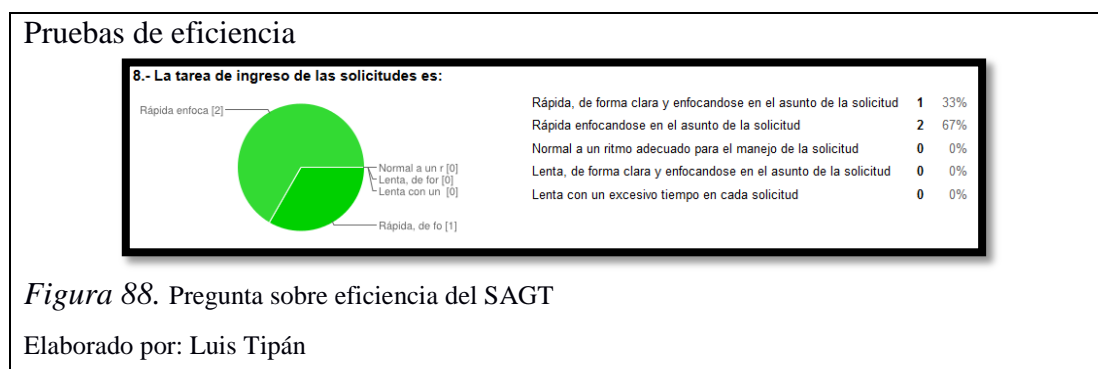 Pruebas de eficiencia
8.- La tarea de ingreso de las solicitudes es:
Rápida enfoca [2]
Normal a un r [0]
Lenta, de for [0]
Lenta con un [0]
Rápida, de fo [1]
Rápida, de forma clara y enfocandose en el asunto de la solicitud 1 33%
Rápida enfocandose en el asunto de la solicitud 2 67%
Normal a un ritmo adecuado para el manejo de la solicitud 0 0%
Lenta, de forma clara y enfocandose en el asunto de la solicitud 0 0%
Lenta con un excesivo tiempo en cada solicitud 0 0%
Figura 88. Pregunta sobre eficiencia del SAGT
Elaborado por: Luis Tipán